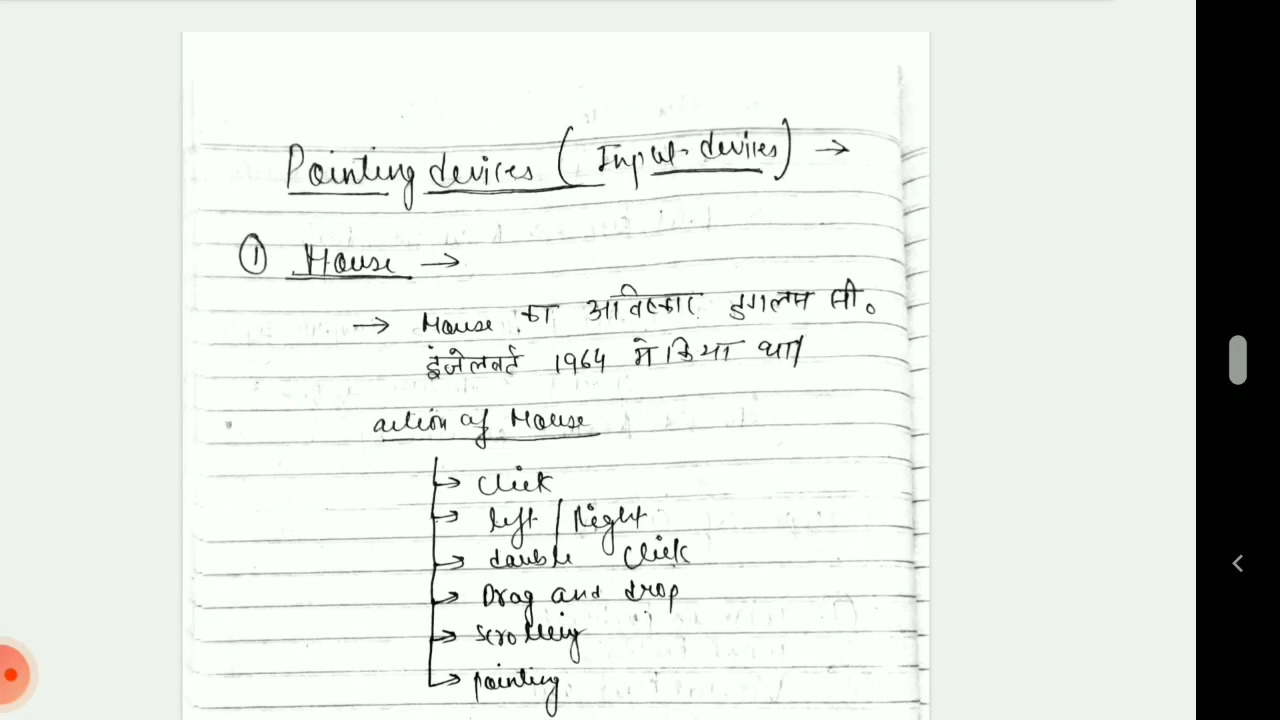 Pointing devices ( Input-devices) →
① Mouse →
→ Mouse का आविष्कार डगलस सी०
इंजेलबर्ट 1964 मे किया था|
action of Mouse
→ click
→ left / Right
→ double click
→ Drag and drop
→ scrolling
→ pointing